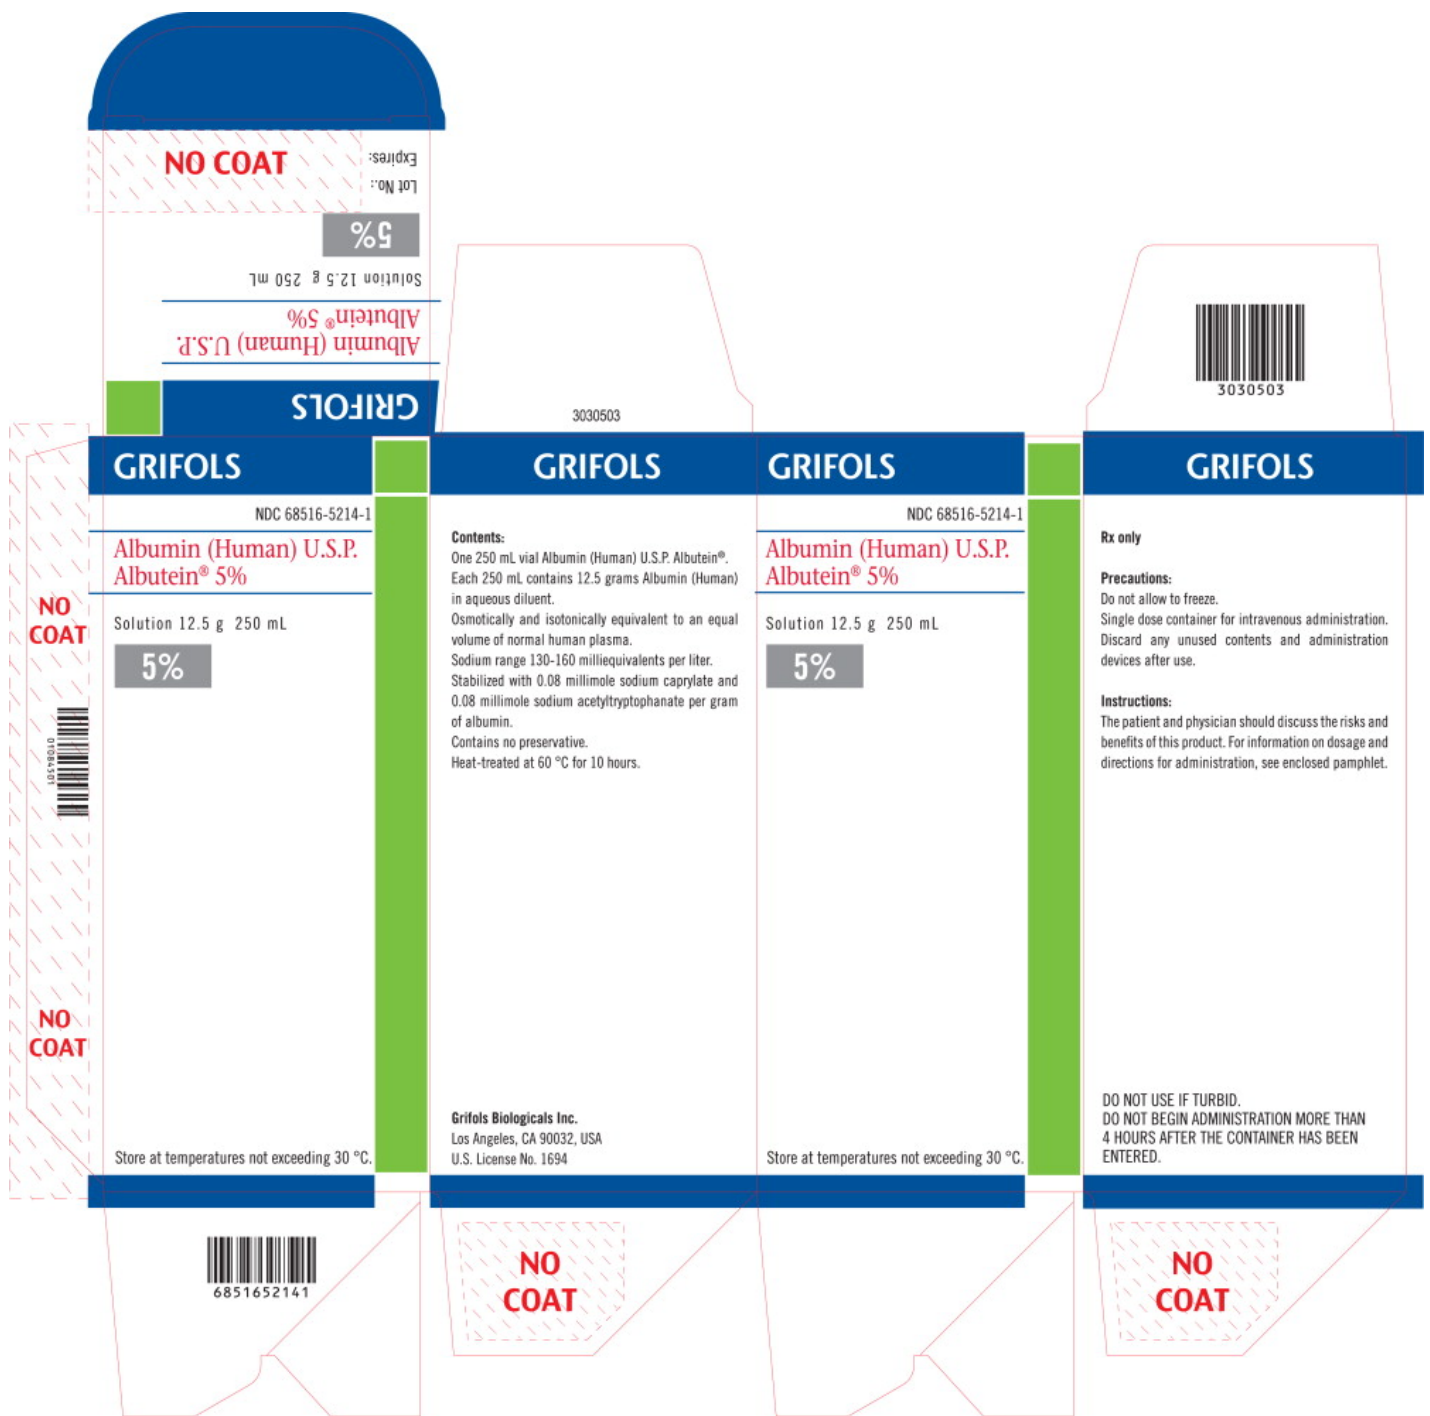 NO COAT
Expires:
Lot No.:
5%
Solution 12.5 g 250 mL
Albumin (Human) U.S.P.
Albutein® 5%
GRIFOLS
NO
COAT
01084501
NO
COAT
GRIFOLS
NDC 68516-5214-1
Albumin (Human) U.S.P.
Albutein® 5%
Solution 12.5 g 250 mL
5%
Store at temperatures not exceeding 30 °C.
6851652141
3030503
GRIFOLS
Contents:
One 250 mL vial Albumin (Human) U.S.P. Albutein®.
Each 250 mL contains 12.5 grams Albumin (Human)
in aqueous diluent.
Osmotically and isotonically equivalent to an equal
volume of normal human plasma.
Sodium range 130-160 milliequivalents per liter.
Stabilized with 0.08 millimole sodium caprylate and
0.08 millimole sodium acetyltryptophanate per gram
of albumin.
Contains no preservative.
Heat-treated at 60 °C for 10 hours.
Grifols Biologicals Inc.
Los Angeles, CA 90032, USA
U.S. License No. 1694
NO
COAT
GRIFOLS
NDC 68516-5214-1
Albumin (Human) U.S.P.
Albutein® 5%
Solution 12.5 g 250 mL
5%
Store at temperatures not exceeding 30 °C.
3030503
GRIFOLS
Rx only
Precautions:
Do not allow to freeze.
Single dose container for intravenous administration.
Discard any unused contents and administration
devices after use.
Instructions:
The patient and physician should discuss the risks and
benefits of this product. For information on dosage and
directions for administration, see enclosed pamphlet.
DO NOT USE IF TURBID.
DO NOT BEGIN ADMINISTRATION MORE THAN
4 HOURS AFTER THE CONTAINER HAS BEEN
ENTERED.
NO
COAT